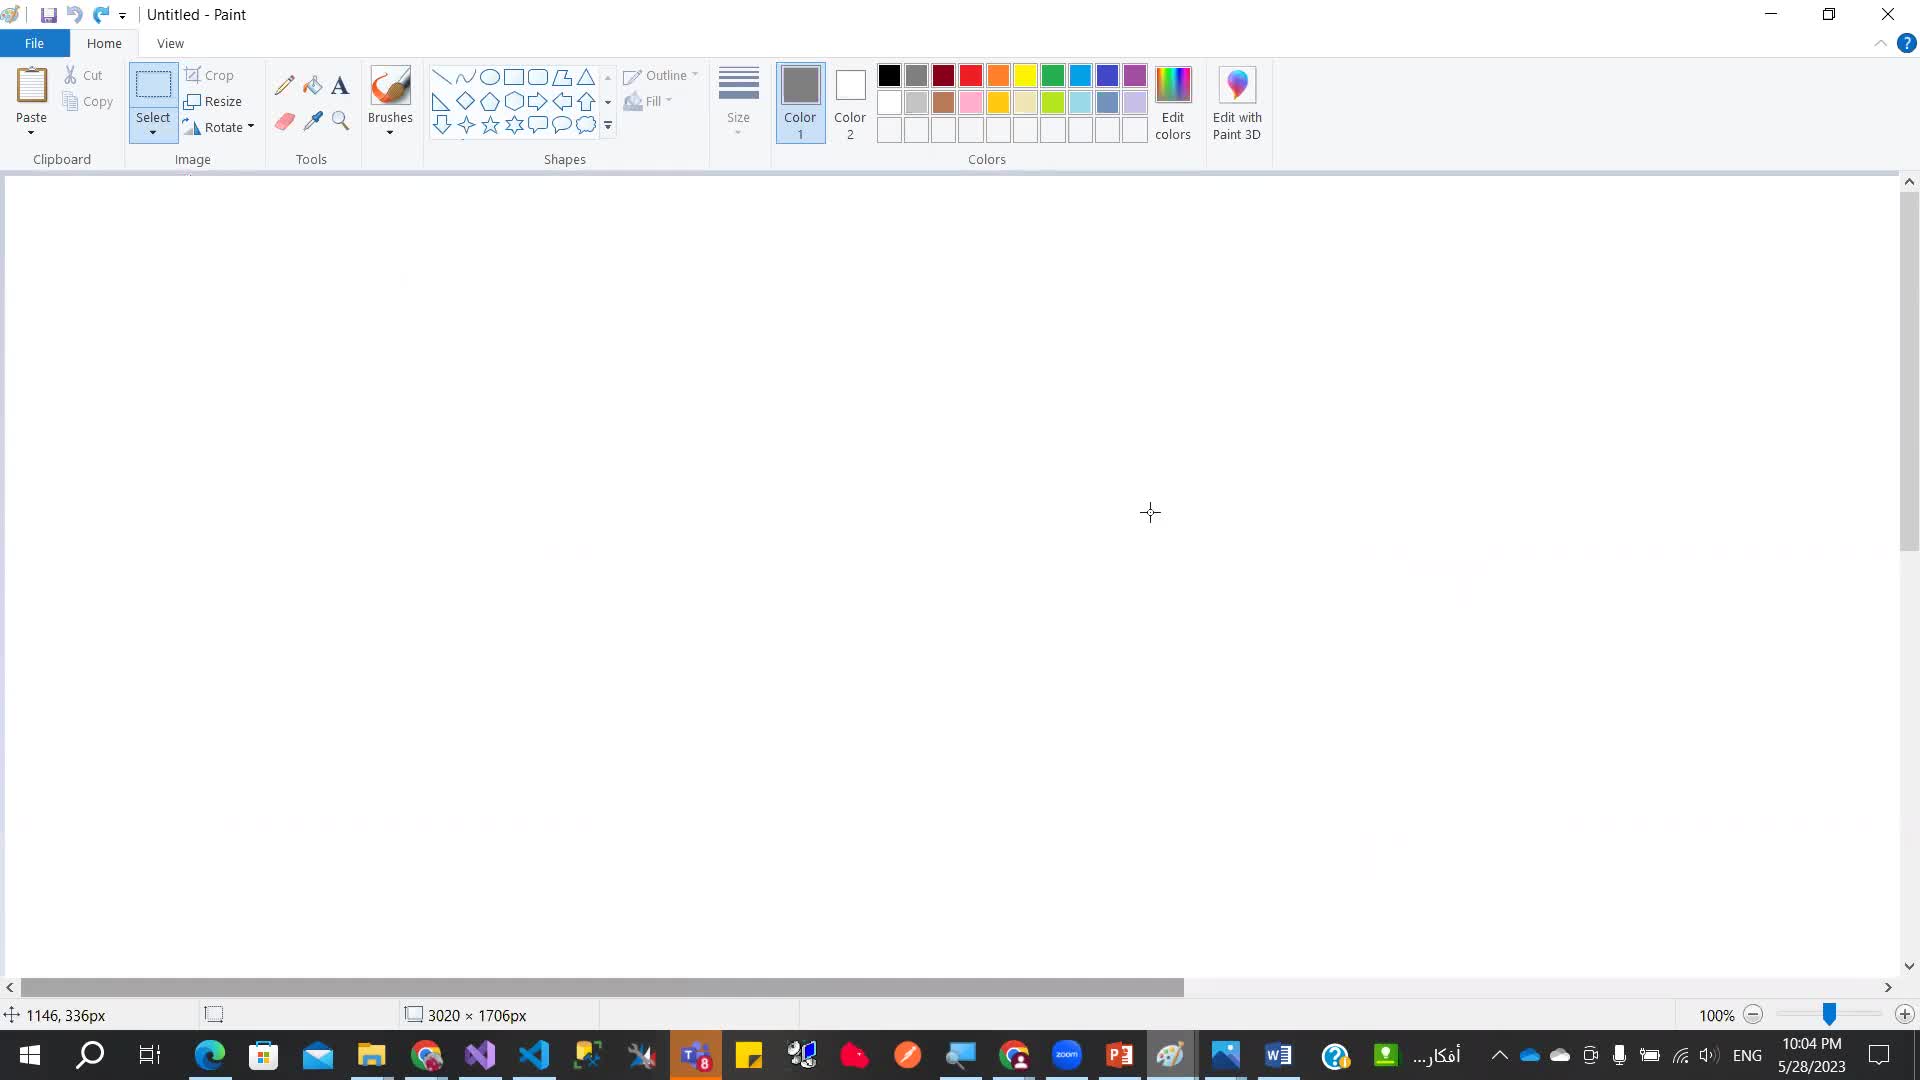 Untitled - Paint
File
Home
View
Paste
Cut
Copy
Clipboard
Select
Crop
Resize
Rotate
Image
Tools
Brushes
Shapes
Outline
Fill
Size
Color
1
Color
2
Colors
Edit
colors
Edit with
Paint 3D
1146, 336px
3020 × 1706px
100%
zoom
8
أفكار...
ENG
10:04 PM
5/28/2023